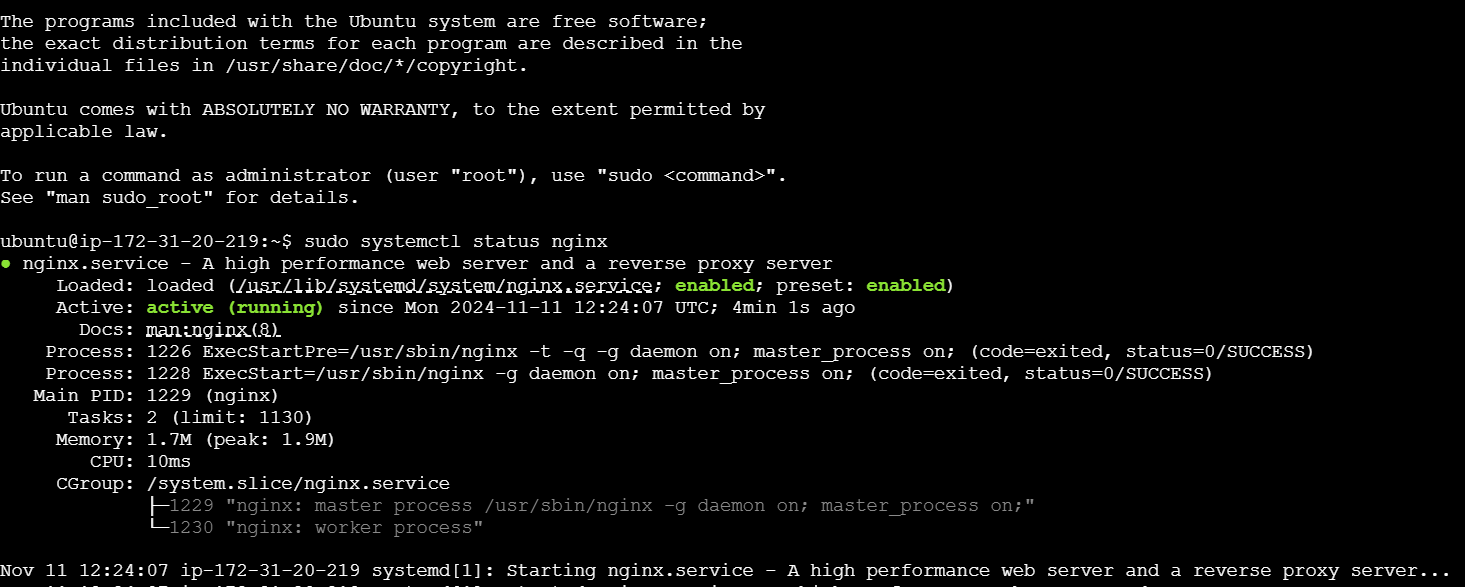 The programs included with the Ubuntu system are free software;
the exact distribution terms for each program are described in the
individual files in /usr/share/doc/*/copyright.
Ubuntu comes with ABSOLUTELY NO WARRANTY, to the extent permitted by
applicable law.
To run a command as administrator (user "root"), use "sudo <command>".
See "man sudo_root" for details.
ubuntu@ip-172-31-20-219:~$ sudo systemctl status nginx
● nginx.service - A high performance web server and a reverse proxy server
Loaded: loaded (/usr/lib/systemd/system/nginx.service; enabled; preset: enabled)
Active: active (running) since Mon 2024-11-11 12:24:07 UTC; 4min 1s ago
Docs: man:nginx(8)
Process: 1226 ExecStartPre=/usr/sbin/nginx -t -q -g daemon on; master_process on; (code=exited, status=0/SUCCESS)
Process: 1228 ExecStart=/usr/sbin/nginx -g daemon on; master_process on; (code=exited, status=0/SUCCESS)
Main PID: 1229 (nginx)
Tasks: 2 (limit: 1130)
Memory: 1.7M (peak: 1.9M)
CPU: 10ms
CGroup: /system.slice/nginx.service
├─1229 "nginx: master process /usr/sbin/nginx -g daemon on; master_process on;"
└─1230 "nginx: worker process"
Nov 11 12:24:07 ip-172-31-20-219 systemd[1]: Starting nginx.service - A high performance web server and a reverse proxy server...